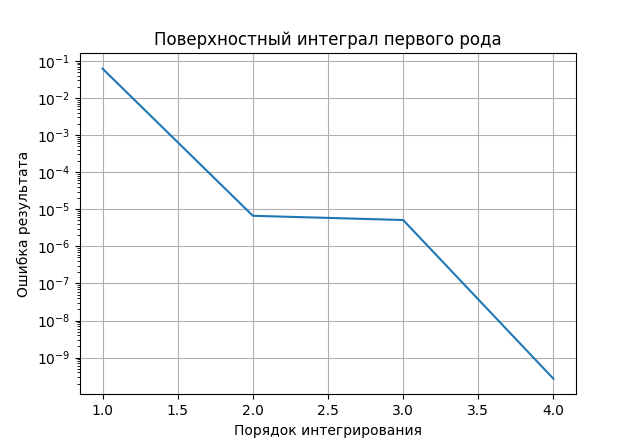 Поверхностный интеграл первого рода
Ошибка результата
10⁻¹
10⁻²
10⁻³
10⁻⁴
10⁻⁵
10⁻⁶
10⁻⁷
10⁻⁸
10⁻⁹
1.0 1.5 2.0 2.5 3.0 3.5 4.0
Порядок интегрирования